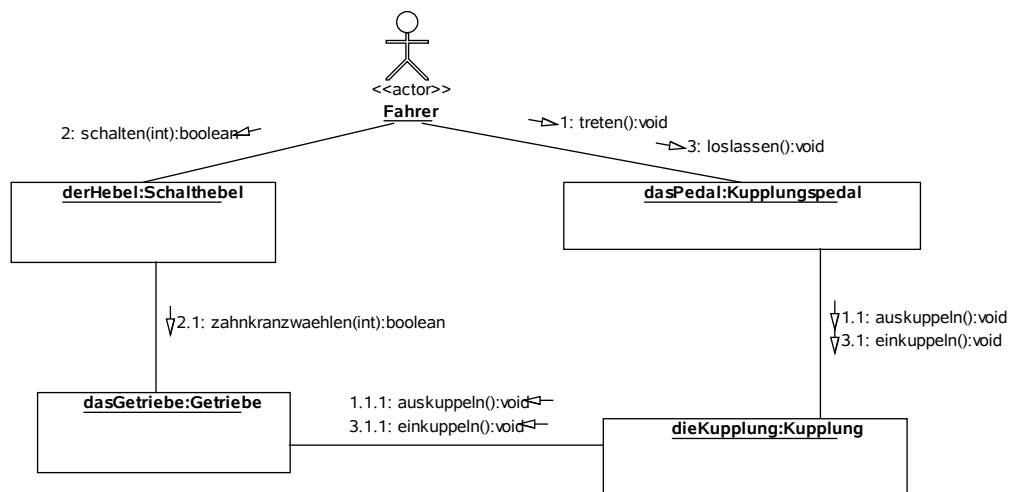 <<actor>>
Fahrer
2: schalten(int):boolean
1: treten():void
3: loslassen():void
derHebel:Schalthebel
dasPedal:Kupplungspedal
2.1: zahnkranzwaehlen(int):boolean
1.1: auskuppeln():void
3.1: einkuppeln():void
dasGetriebe:Getriebe
1.1.1: auskuppeln():void
3.1.1: einkuppeln():void
dieKupplung:Kupplung